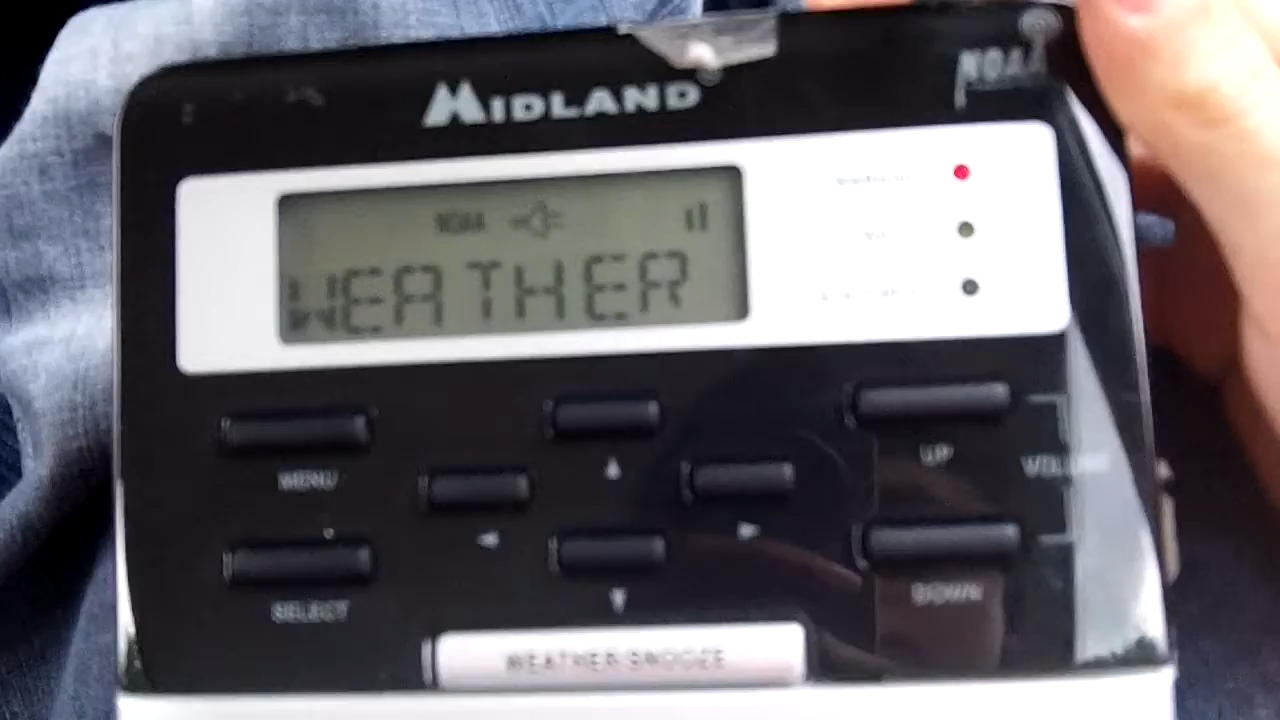 MIDLAND
NOAA
NOAA
WEATHER
MENU
UP
VOLUME
SELECT
DOWN
WEATHER/SNOOZE